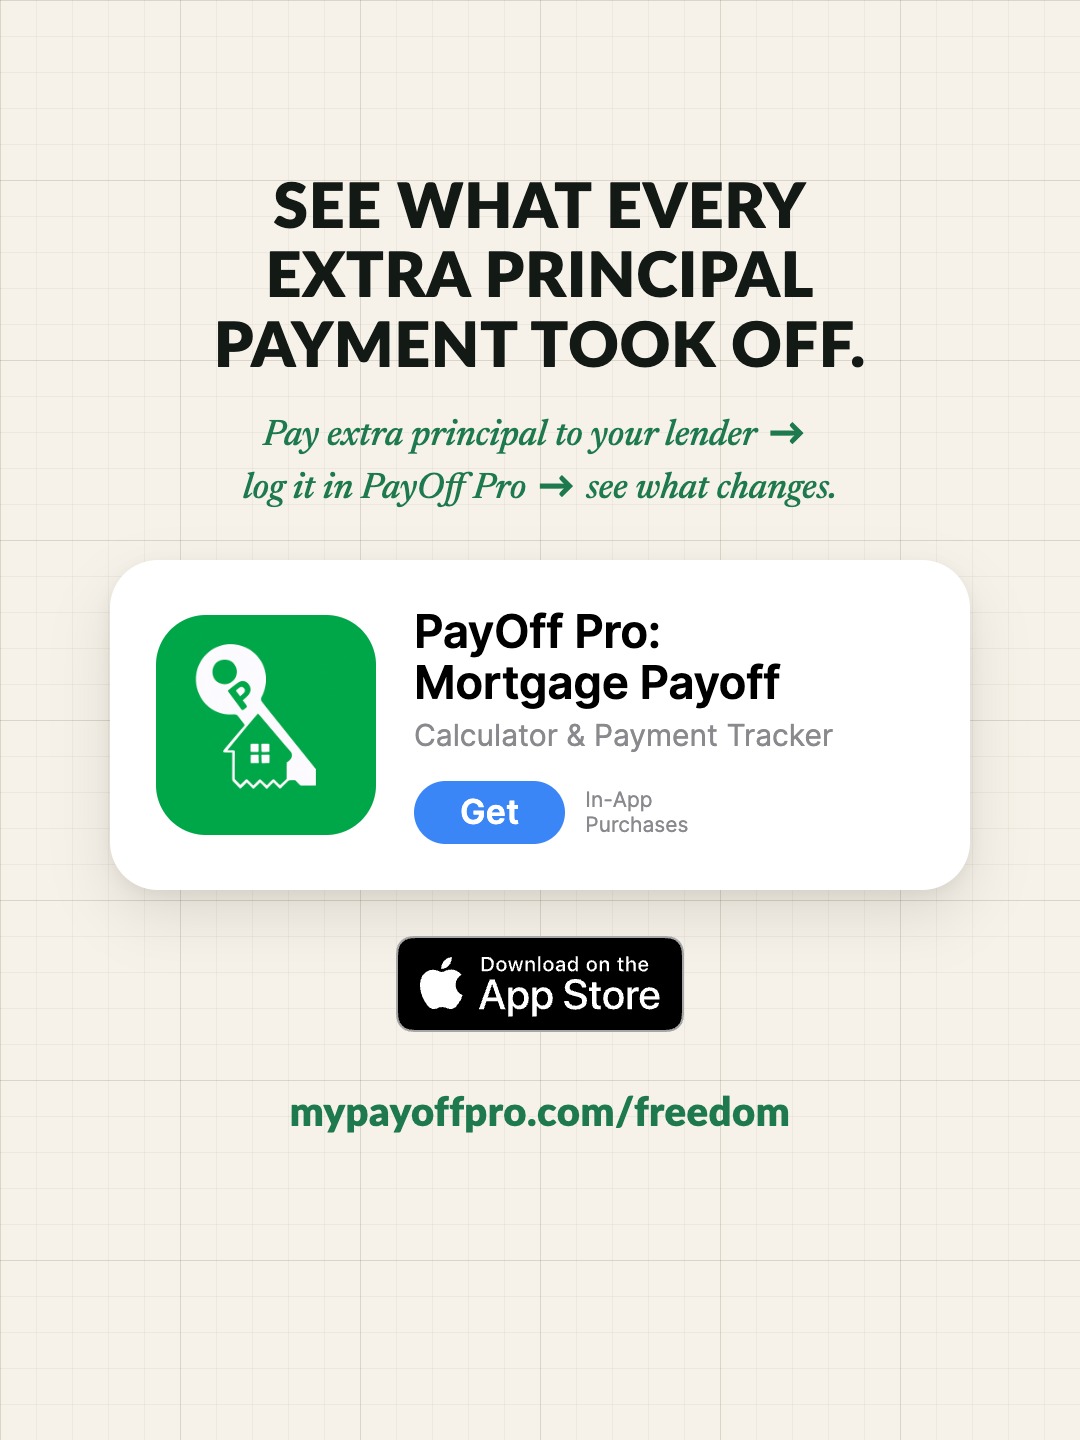 SEE WHAT EVERY
EXTRA PRINCIPAL
PAYMENT TOOK OFF.
Pay extra principal to your lender →
log it in PayOff Pro → see what changes.
P
PayOff Pro:
Mortgage Payoff
Calculator & Payment Tracker
Get
In-App
Purchases
Download on the
App Store
mypayoffpro.com/freedom